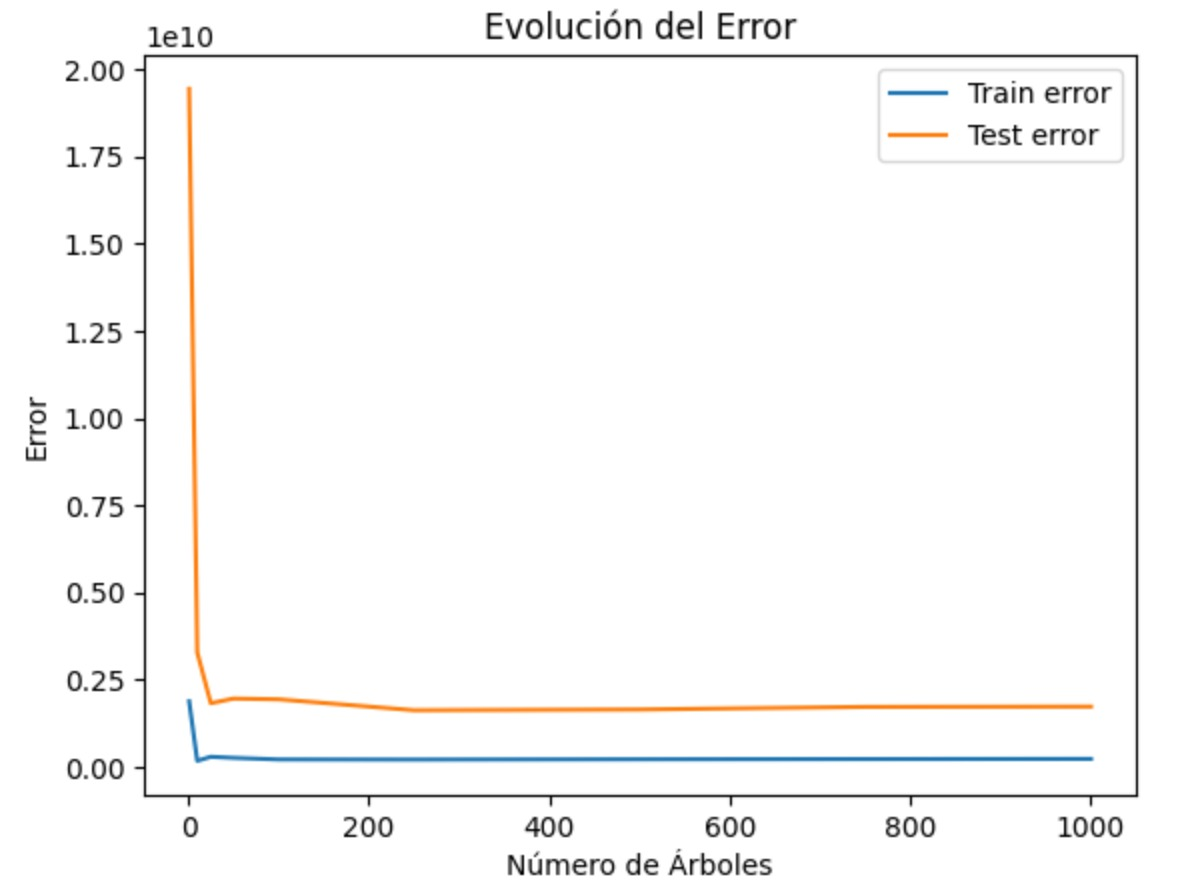 Evolución del Error
1e10
2.00
1.75
1.50
1.25
1.00
0.75
0.50
0.25
0.00
Error
Train error
Test error
0 200 400 600 800 1000
Número de Árboles